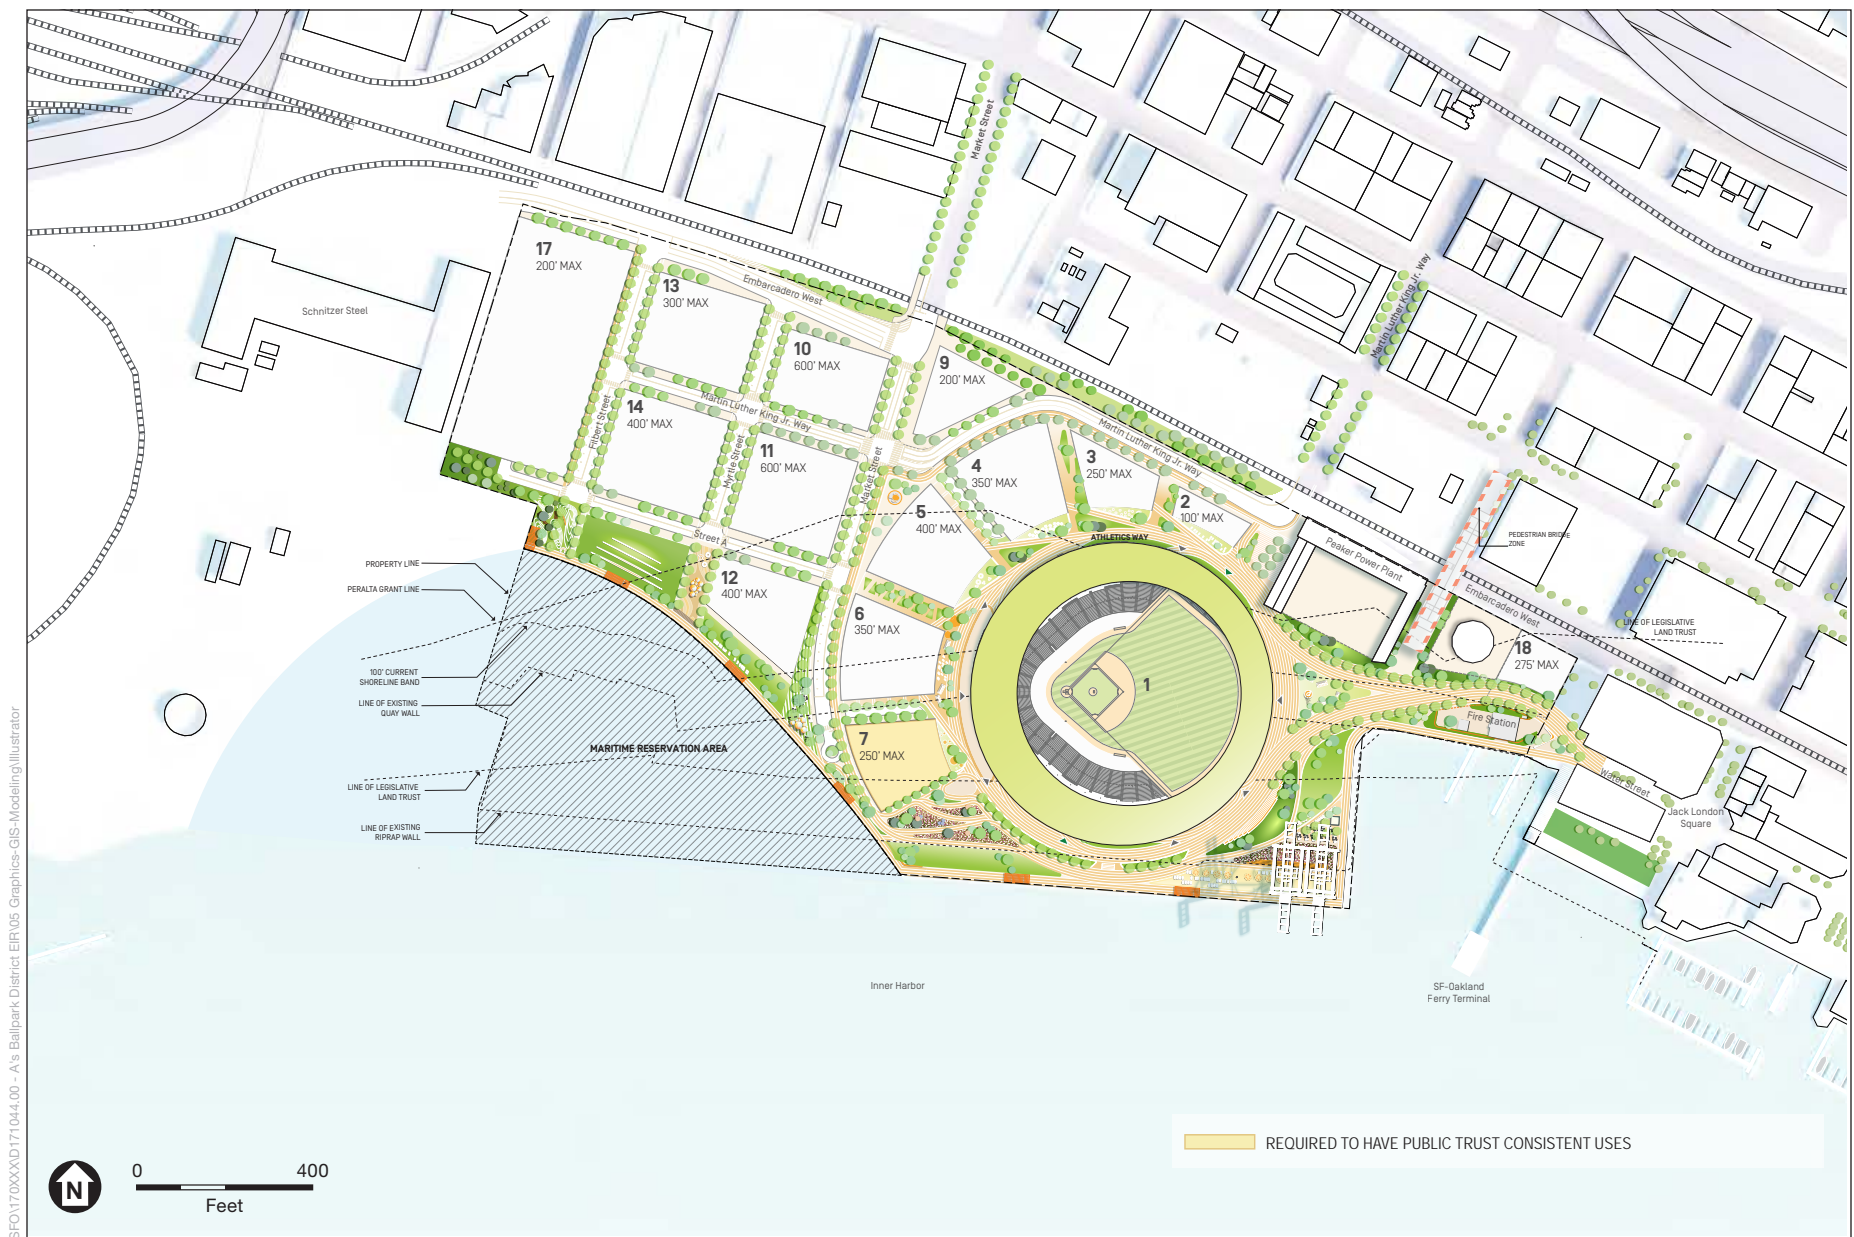 Market Street
17
200' MAX
13
300' MAX
Embarcadero West
Schnitzer Steel
10
600' MAX
9
200' MAX
Martin Luther King Jr. Way
14
400' MAX
Filbert Street
Martin Luther King Jr. Way
Myrtle Street
11
600' MAX
Market Street
4
350' MAX
3
250' MAX
Martin Luther King Jr. Way
2
100' MAX
5
400' MAX
ATHLETICS WAY
Street A
PEDESTRIAN BRIDGE
ZONE
Peaker Power Plant
Embarcadero West
PROPERTY LINE
PERALTA GRANT LINE
12
400' MAX
6
350' MAX
LINE OF LEGISLATIVE
LAND TRUST
18
275' MAX
100' CURRENT
SHORELINE BAND
LINE OF EXISTING
QUAY WALL
1
Fire Station
MARITIME RESERVATION AREA
7
250' MAX
LINE OF LEGISLATIVE
LAND TRUST
Water Street
Jack London
Square
LINE OF EXISTING
RIPRAP WALL
Inner Harbor
SF-Oakland
Ferry Terminal
REQUIRED TO HAVE PUBLIC TRUST CONSISTENT USES
N
0 400
Feet
SFO\170XXX\D171044.00 - A's Ballpark District EIR\05 Graphics-GIS-Modeling\Illustrator